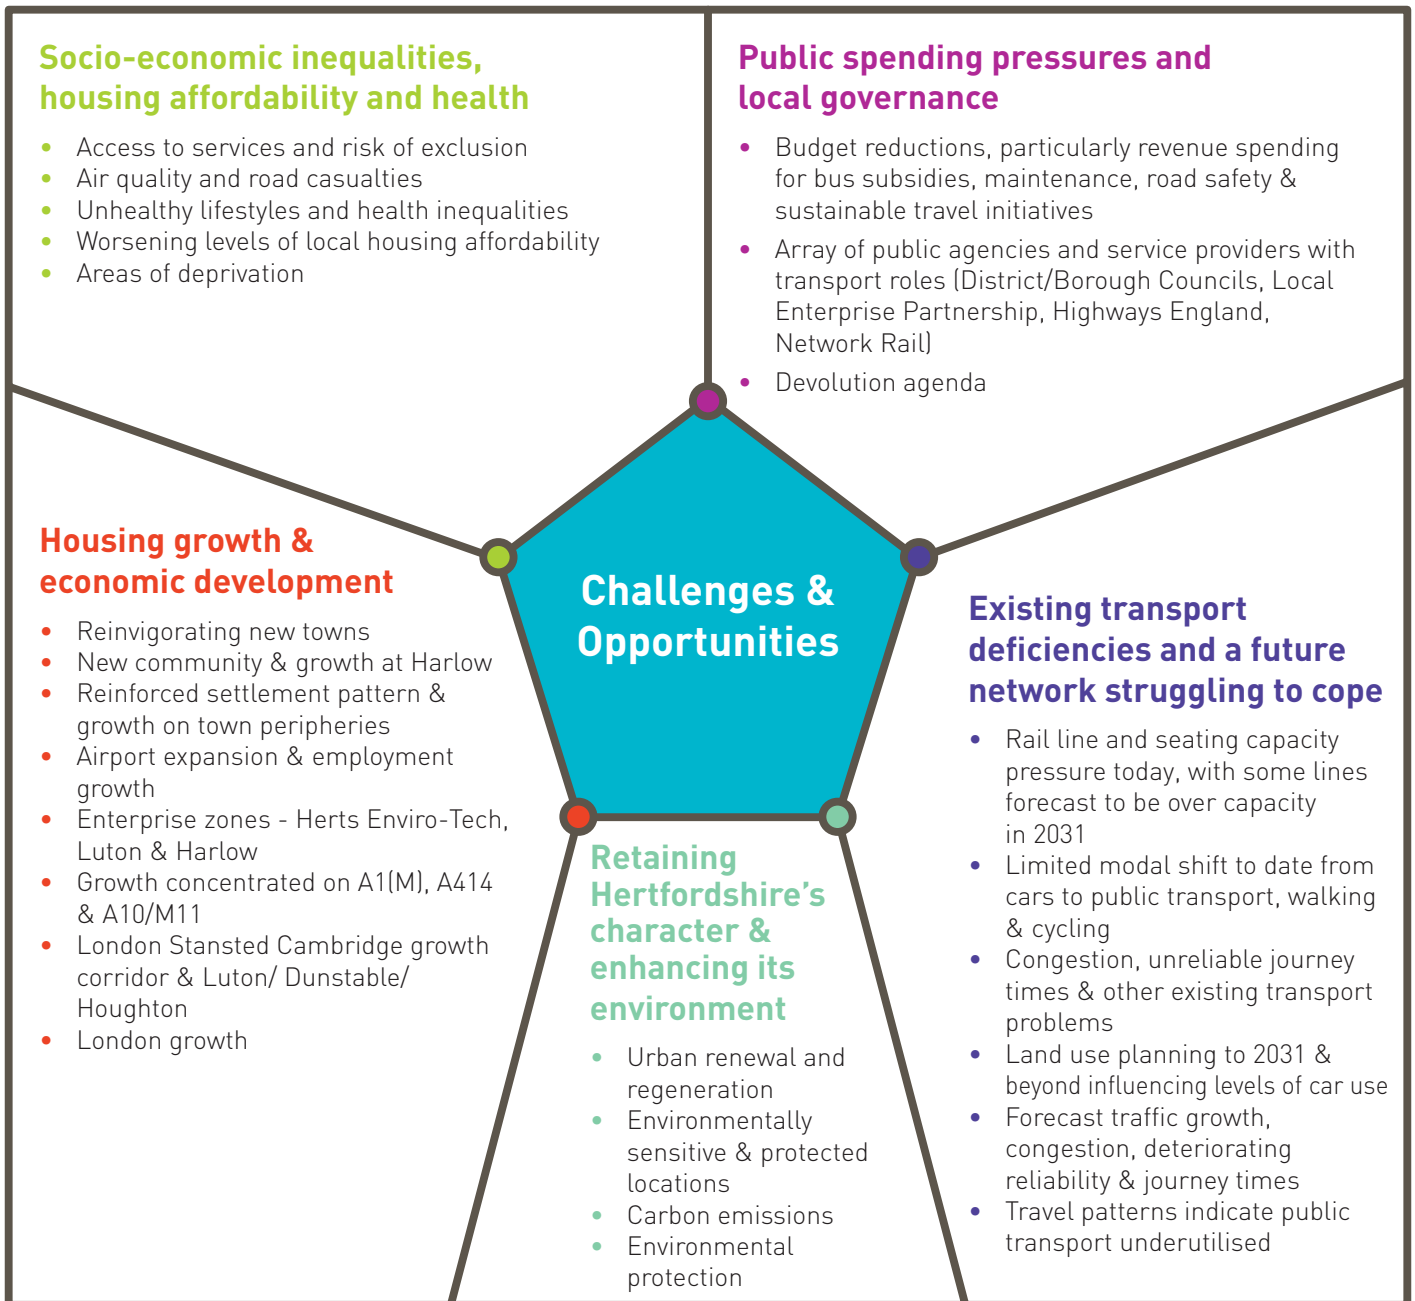 Socio-economic inequalities,
housing affordability and health
• Access to services and risk of exclusion
• Air quality and road casualties
• Unhealthy lifestyles and health inequalities
• Worsening levels of local housing affordability
• Areas of deprivation
Public spending pressures and
local governance
• Budget reductions, particularly revenue spending
for bus subsidies, maintenance, road safety &
sustainable travel initiatives
• Array of public agencies and service providers with
transport roles (District/Borough Councils, Local
Enterprise Partnership, Highways England,
Network Rail)
• Devolution agenda
Housing growth &
economic development
• Reinvigorating new towns
• New community & growth at Harlow
• Reinforced settlement pattern &
growth on town peripheries
• Airport expansion & employment
growth
• Enterprise zones - Herts Enviro-Tech,
Luton & Harlow
• Growth concentrated on A1(M), A414
& A10/M11
• London Stansted Cambridge growth
corridor & Luton/ Dunstable/
Houghton
• London growth
Challenges &
Opportunities
Existing transport
deficiencies and a future
network struggling to cope
• Rail line and seating capacity
pressure today, with some lines
forecast to be over capacity
in 2031
• Limited modal shift to date from
cars to public transport, walking
& cycling
• Congestion, unreliable journey
times & other existing transport
problems
• Land use planning to 2031 &
beyond influencing levels of car use
• Forecast traffic growth,
congestion, deteriorating
reliability & journey times
• Travel patterns indicate public
transport underutilised
Retaining
Hertfordshire's
character &
enhancing its
environment
• Urban renewal and
regeneration
• Environmentally
sensitive & protected
locations
• Carbon emissions
• Environmental
protection